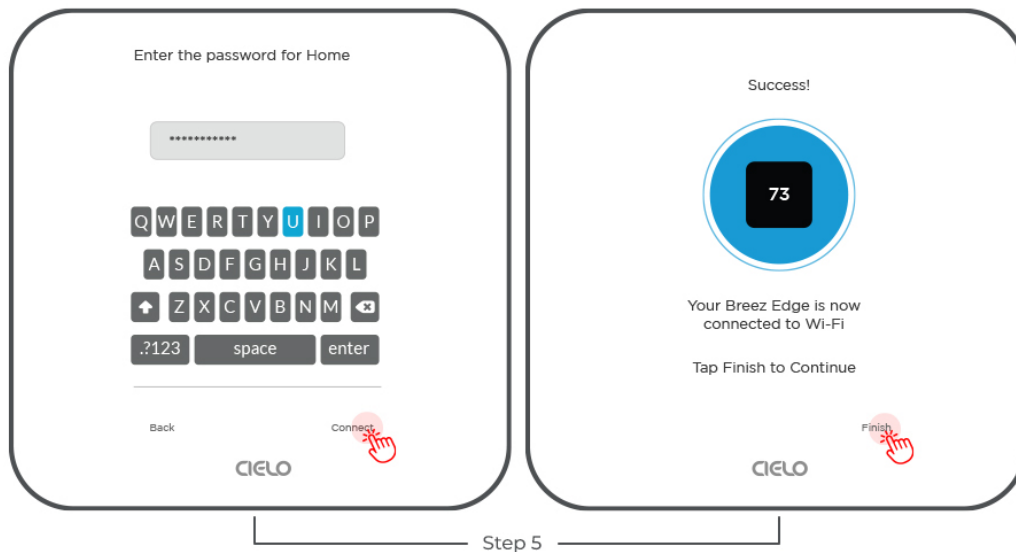 Enter the password for Home
***********
Q W E R T Y U I O P
A S D F G H J K L
Z X C V B N M
.?123 space enter
Back Connect
CIELO
Success!
73
Your Breez Edge is now
connected to Wi-Fi
Tap Finish to Continue
Finish
CIELO
Step 5